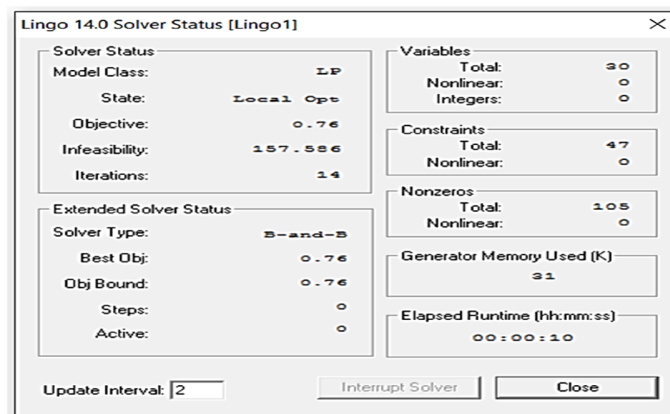 Lingo 14.0 Solver Status [Lingo1]
Solver Status
Model Class: LP
State: Local Opt
Objective: 0.76
Infeasibility: 157.586
Iterations: 14
Extended Solver Status
Solver Type: B-and-B
Best Obj: 0.76
Obj Bound: 0.76
Steps: 0
Active: 0
Update Interval: 2
Variables
Total: 30
Nonlinear: 0
Integers: 0
Constraints
Total: 47
Nonlinear: 0
Nonzeros
Total: 105
Nonlinear: 0
Generator Memory Used (K)
31
Elapsed Runtime (hh:mm:ss)
00:00:10
Interrupt Solver
Close